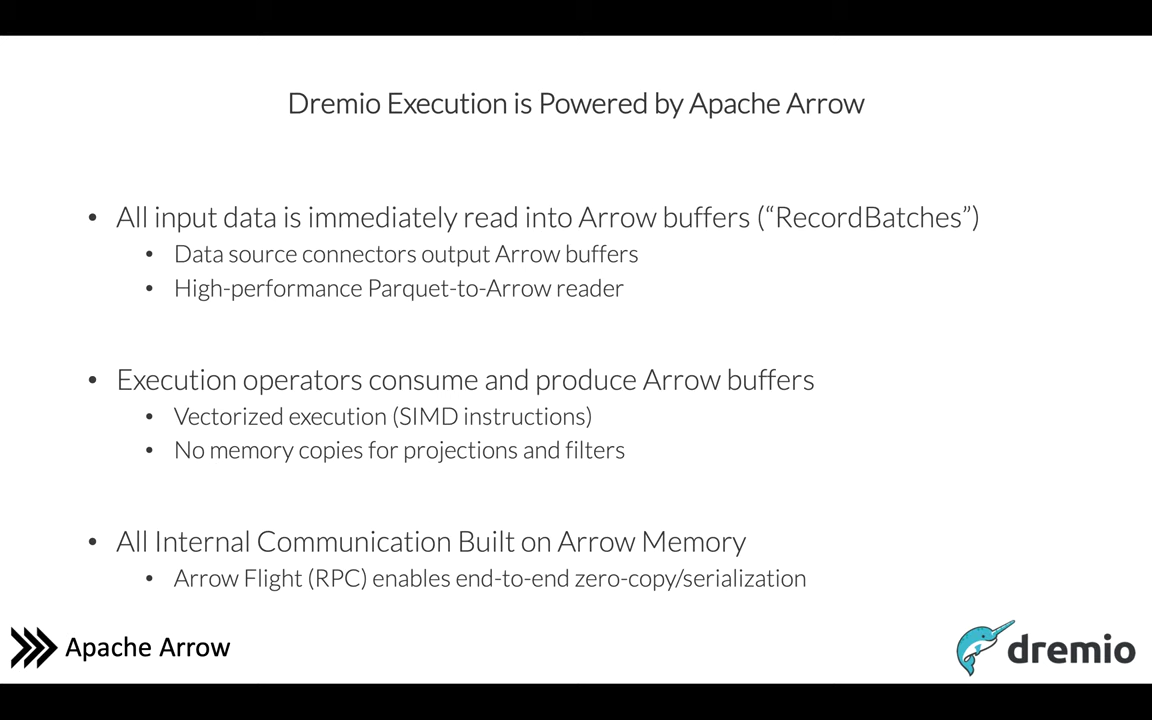 Dremio Execution is Powered by Apache Arrow
• All input data is immediately read into Arrow buffers (“RecordBatches”)
• Data source connectors output Arrow buffers
• High-performance Parquet-to-Arrow reader
• Execution operators consume and produce Arrow buffers
• Vectorized execution (SIMD instructions)
• No memory copies for projections and filters
• All Internal Communication Built on Arrow Memory
• Arrow Flight (RPC) enables end-to-end zero-copy/serialization
Apache Arrow
dremio